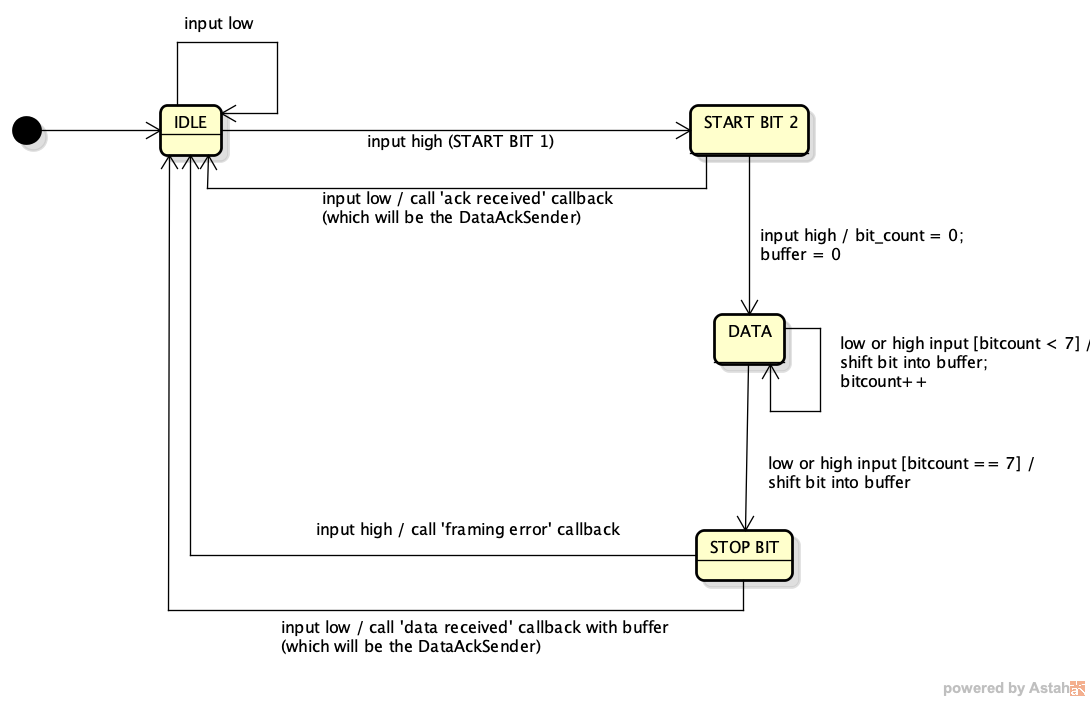 input low
IDLE
START BIT 2
input high (START BIT 1)
input low / call 'ack received' callback
(which will be the DataAckSender)
input high / bit_count = 0;
buffer = 0
DATA
low or high input [bitcount < 7] /
shift bit into buffer;
bitcount++
low or high input [bitcount == 7] /
shift bit into buffer
input high / call 'framing error' callback
STOP BIT
input low / call 'data received' callback with buffer
(which will be the DataAckSender)
powered by Astah